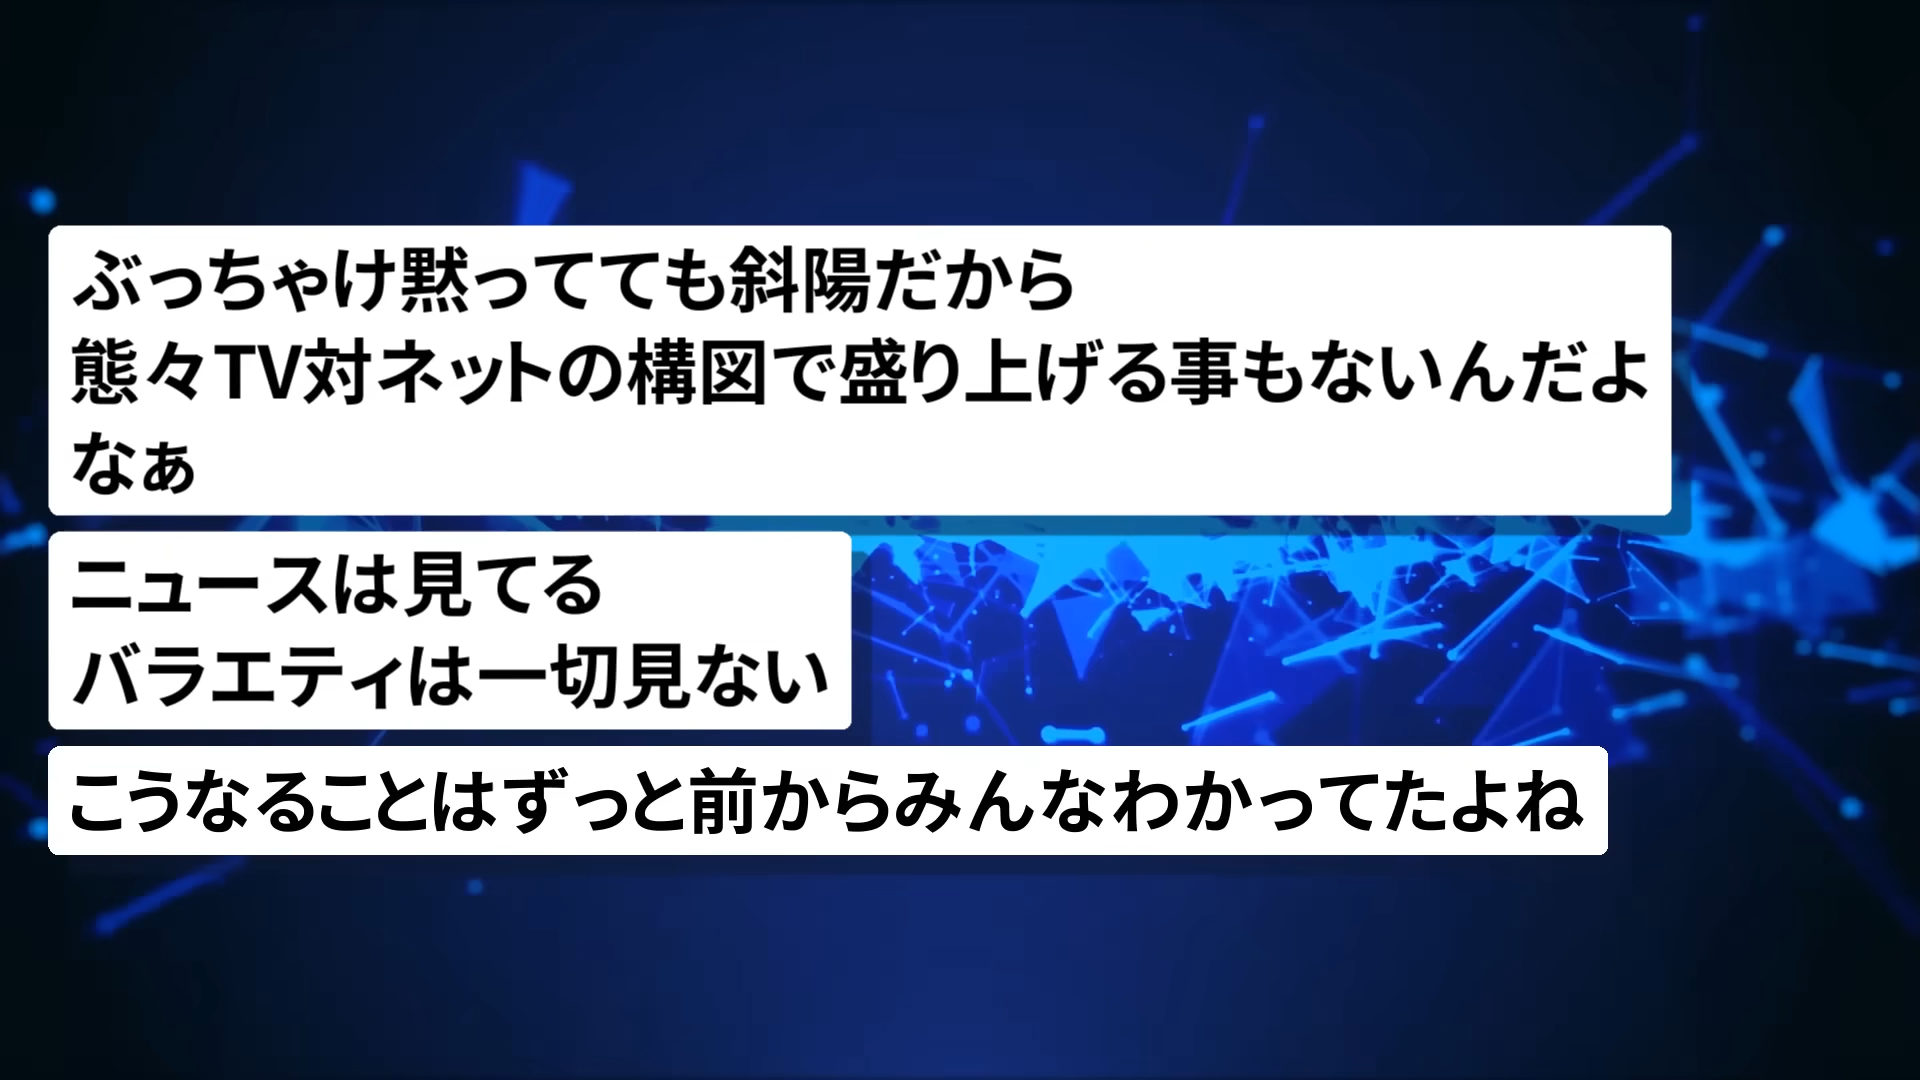 ぶっちゃけ黙ってても斜陽だから
態々TV対ネットの構図で盛り上げる事もないんだよ
なぁ
ニュースは見てる
バラエティは一切見ない
こうなることはずっと前からみんなわかってたよね